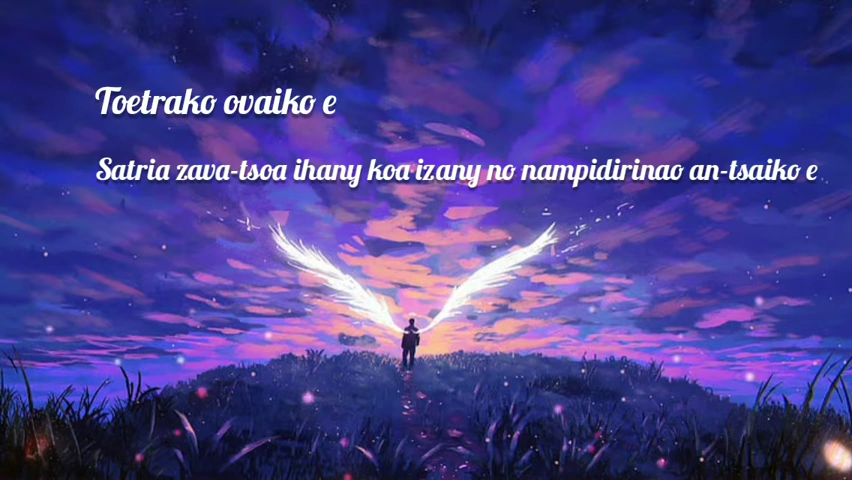 Toetrako ovaiko e
Satria zava-tsoa ihany koa izany no nampidirinao an-tsaiko e